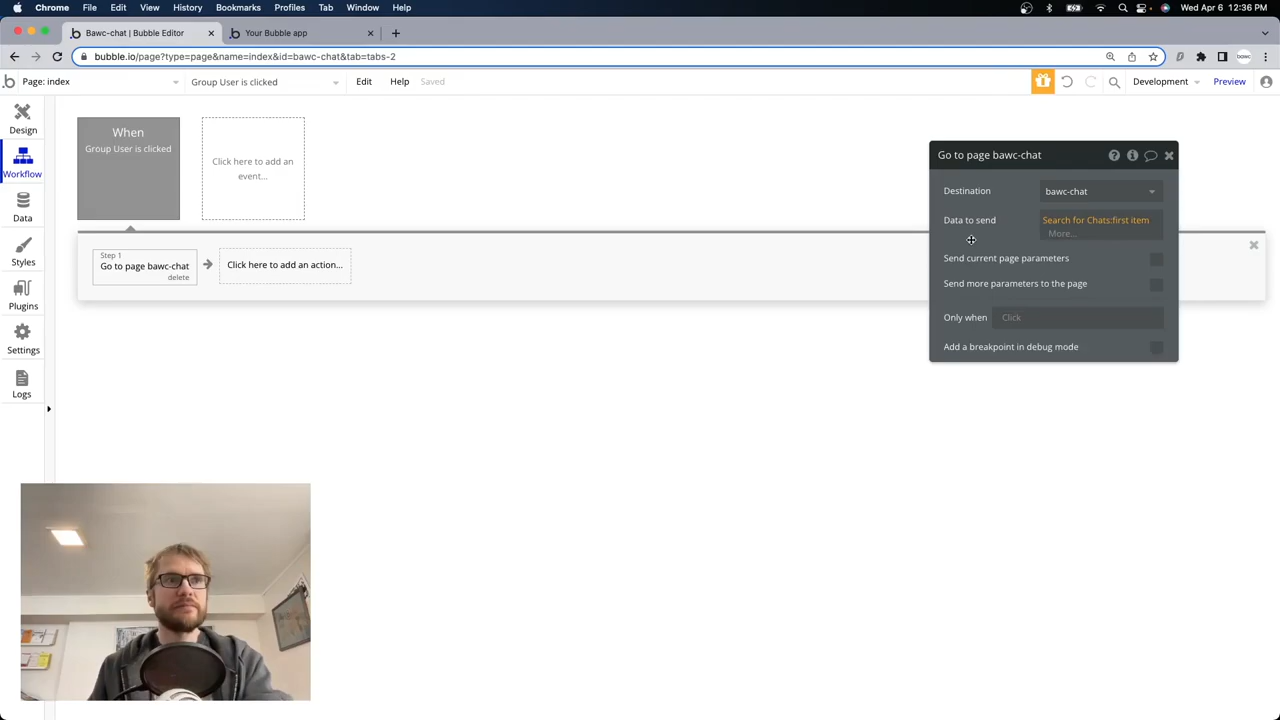 Chrome File Edit View History Bookmarks Profiles Tab Window Help
Wed Apr 6 12:36 PM
Bawc-chat | Bubble Editor
Your Bubble app
bubble.io/page?type=page&name=index&id=bawc-chat&tab=tabs-2
Page: index
Group User is clicked
Edit
Help
Saved
Development
Preview
Design
Workflow
Data
Styles
Plugins
Settings
Logs
When
Group User is clicked
Click here to add an
event...
Step 1
Go to page bawc-chat
delete
Click here to add an action...
Go to page bawc-chat
Destination
bawc-chat
Data to send
Search for Chats:first item
More...
Send current page parameters
Send more parameters to the page
Only when
Click
Add a breakpoint in debug mode